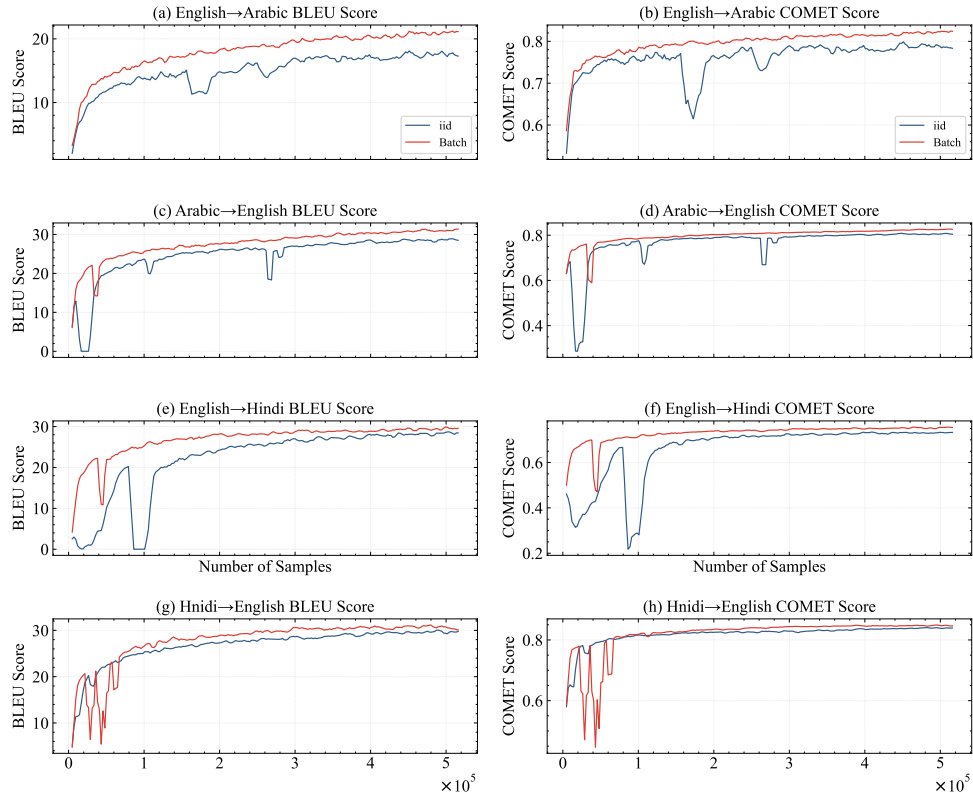 (a) English→Arabic BLEU Score
BLEU Score
20
10
iid
Batch
(b) English→Arabic COMET Score
COMET Score
0.8
0.7
0.6
iid
Batch
(c) Arabic→English BLEU Score
BLEU Score
30
20
10
0
(d) Arabic→English COMET Score
COMET Score
0.8
0.6
0.4
(e) English→Hindi BLEU Score
BLEU Score
30
20
10
0
Number of Samples
(f) English→Hindi COMET Score
COMET Score
0.6
0.4
0.2
Number of Samples
(g) Hnidi→English BLEU Score
BLEU Score
30
20
10
0 1 2 3 4 5
×10⁵
(h) Hnidi→English COMET Score
COMET Score
0.8
0.6
0 1 2 3 4 5
×10⁵